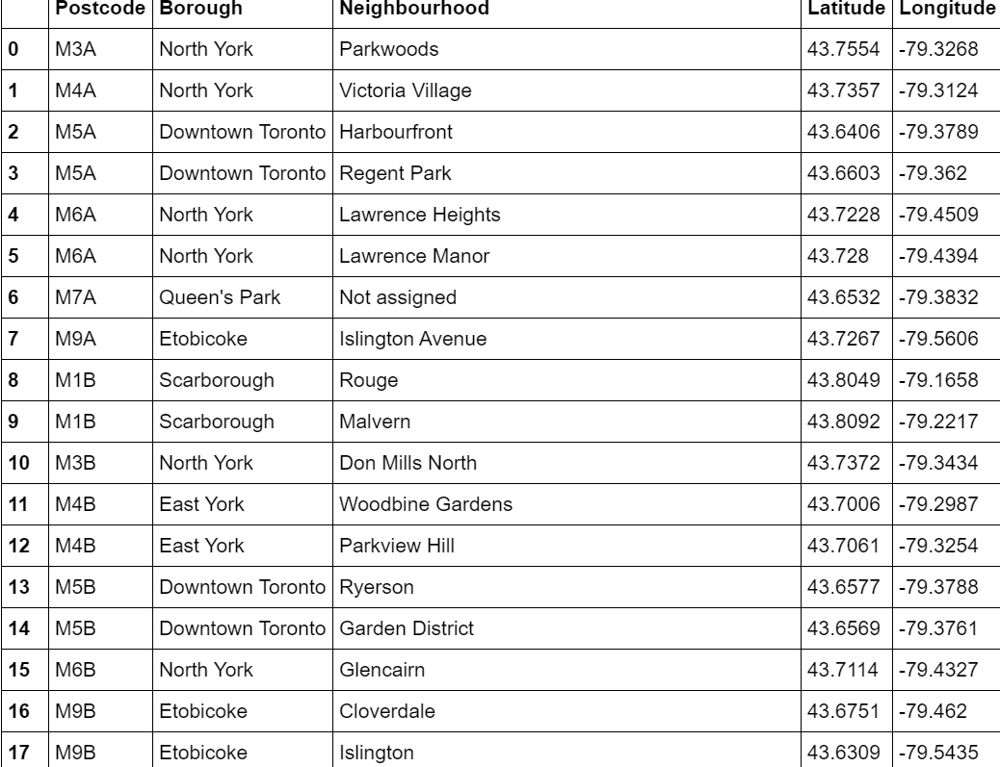 Postcode Borough Neighbourhood Latitude Longitude
0 M3A North York Parkwoods 43.7554 -79.3268
1 M4A North York Victoria Village 43.7357 -79.3124
2 M5A Downtown Toronto Harbourfront 43.6406 -79.3789
3 M5A Downtown Toronto Regent Park 43.6603 -79.362
4 M6A North York Lawrence Heights 43.7228 -79.4509
5 M6A North York Lawrence Manor 43.728 -79.4394
6 M7A Queen's Park Not assigned 43.6532 -79.3832
7 M9A Etobicoke Islington Avenue 43.7267 -79.5606
8 M1B Scarborough Rouge 43.8049 -79.1658
9 M1B Scarborough Malvern 43.8092 -79.2217
10 M3B North York Don Mills North 43.7372 -79.3434
11 M4B East York Woodbine Gardens 43.7006 -79.2987
12 M4B East York Parkview Hill 43.7061 -79.3254
13 M5B Downtown Toronto Ryerson 43.6577 -79.3788
14 M5B Downtown Toronto Garden District 43.6569 -79.3761
15 M6B North York Glencairn 43.7114 -79.4327
16 M9B Etobicoke Cloverdale 43.6751 -79.462
17 M9B Etobicoke Islington 43.6309 -79.5435